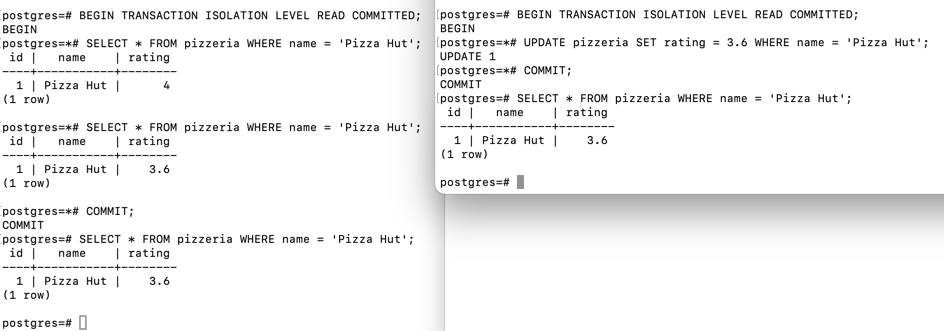 postgres=# BEGIN TRANSACTION ISOLATION LEVEL READ COMMITTED;
BEGIN
postgres=*# SELECT * FROM pizzeria WHERE name = 'Pizza Hut';
 id |   name    | rating
----+-----------+--------
  1 | Pizza Hut |      4
(1 row)

postgres=*# SELECT * FROM pizzeria WHERE name = 'Pizza Hut';
 id |   name    | rating
----+-----------+--------
  1 | Pizza Hut |    3.6
(1 row)

postgres=*# COMMIT;
COMMIT
postgres=# SELECT * FROM pizzeria WHERE name = 'Pizza Hut';
 id |   name    | rating
----+-----------+--------
  1 | Pizza Hut |    3.6
(1 row)

postgres=#
postgres=# BEGIN TRANSACTION ISOLATION LEVEL READ COMMITTED;
BEGIN
postgres=*# UPDATE pizzeria SET rating = 3.6 WHERE name = 'Pizza Hut';
UPDATE 1
postgres=*# COMMIT;
COMMIT
postgres=# SELECT * FROM pizzeria WHERE name = 'Pizza Hut';
 id |   name    | rating
----+-----------+--------
  1 | Pizza Hut |    3.6
(1 row)

postgres=#